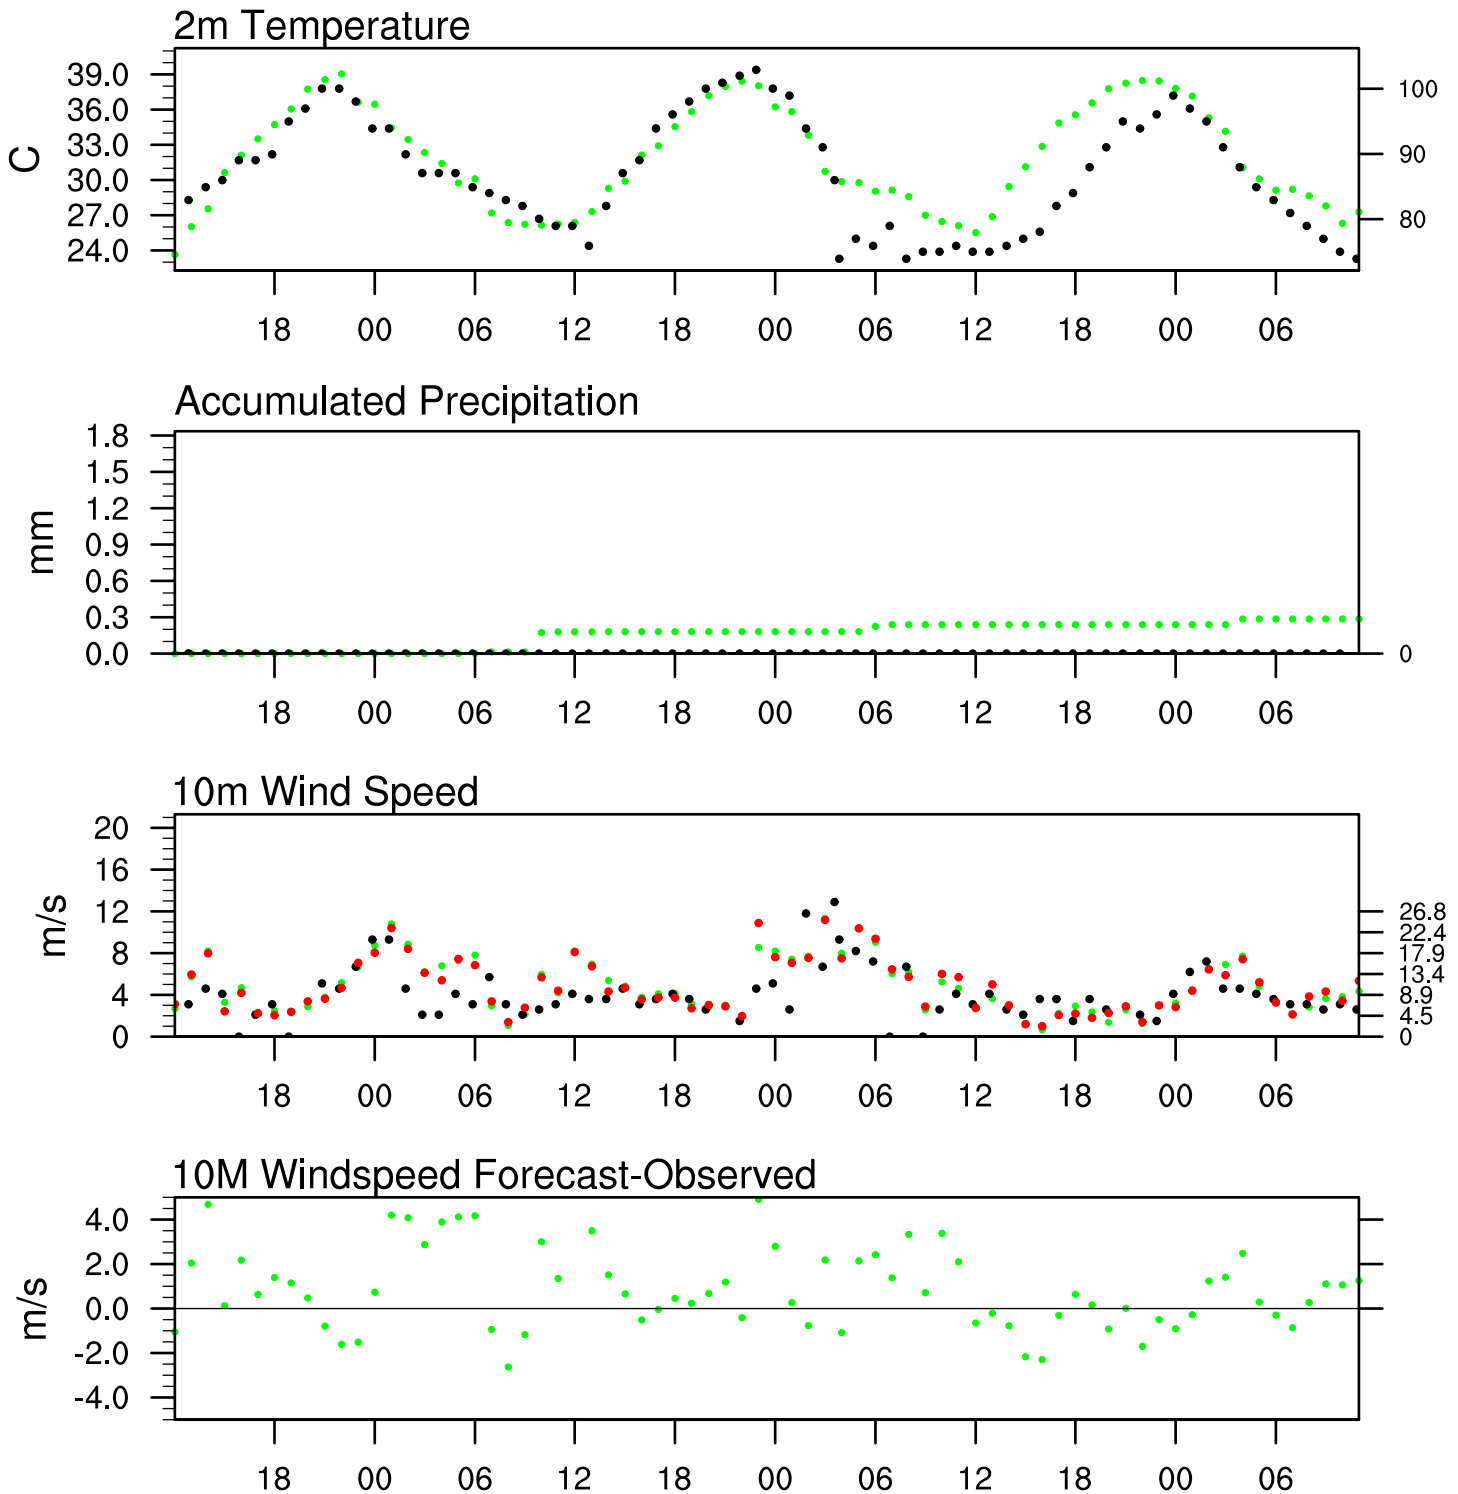 2m Temperature
39.0
36.0
33.0
30.0
27.0
24.0
C
100
90
80
18 00 06 12 18 00 06 12 18 00 06
Accumulated Precipitation
1.8
1.5
1.2
0.9
0.6
0.3
0.0
mm
0
18 00 06 12 18 00 06 12 18 00 06
10m Wind Speed
20
16
12
8
4
0
m/s
26.8
22.4
17.9
13.4
8.9
4.5
0
18 00 06 12 18 00 06 12 18 00 06
10M Windspeed Forecast-Observed
4.0
2.0
0.0
-2.0
-4.0
m/s
18 00 06 12 18 00 06 12 18 00 06